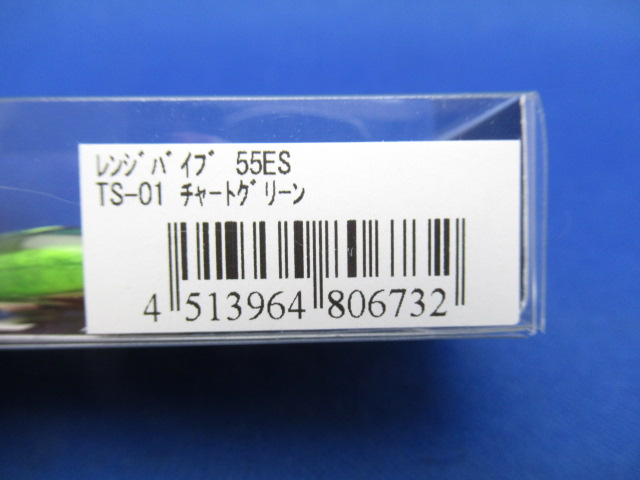 ﾚﾝｼﾞﾊﾞｲﾌﾞ 55ES
TS-01 ﾁｬｰﾄｸﾞﾘｰﾝ
4 513964 806732